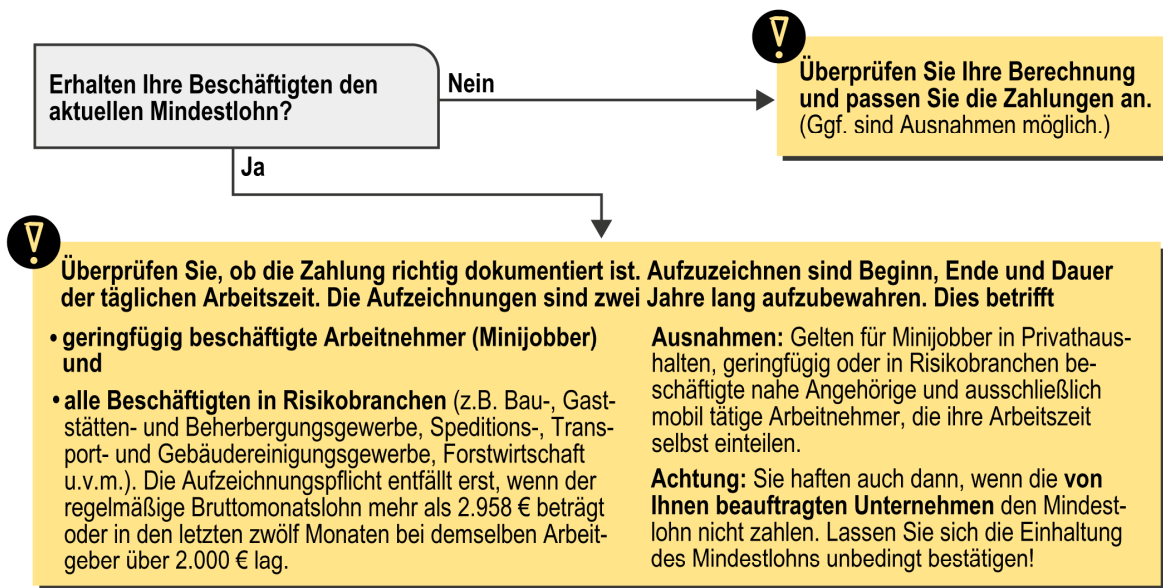 Erhalten Ihre Beschäftigten den
aktuellen Mindestlohn?
Nein
Überprüfen Sie Ihre Berechnung
und passen Sie die Zahlungen an.
(Ggf. sind Ausnahmen möglich.)
Ja
Überprüfen Sie, ob die Zahlung richtig dokumentiert ist. Aufzuzeichnen sind Beginn, Ende und Dauer
der täglichen Arbeitszeit. Die Aufzeichnungen sind zwei Jahre lang aufzubewahren. Dies betrifft
• geringfügig beschäftigte Arbeitnehmer (Minijobber)
und
• alle Beschäftigten in Risikobranchen (z.B. Bau-, Gast-
stätten- und Beherbergungsgewerbe, Speditions-, Trans-
port- und Gebäudereinigungsgewerbe, Forstwirtschaft
u.v.m.). Die Aufzeichnungspflicht entfällt erst, wenn der
regelmäßige Bruttomonatslohn mehr als 2.958 € beträgt
oder in den letzten zwölf Monaten bei demselben Arbeit-
geber über 2.000 € lag.
Ausnahmen: Gelten für Minijobber in Privathaus-
halten, geringfügig oder in Risikobranchen be-
schäftigte nahe Angehörige und ausschließlich
mobil tätige Arbeitnehmer, die ihre Arbeitszeit
selbst einteilen.
Achtung: Sie haften auch dann, wenn die von
Ihnen beauftragten Unternehmen den Mindest-
lohn nicht zahlen. Lassen Sie sich die Einhaltung
des Mindestlohns unbedingt bestätigen!